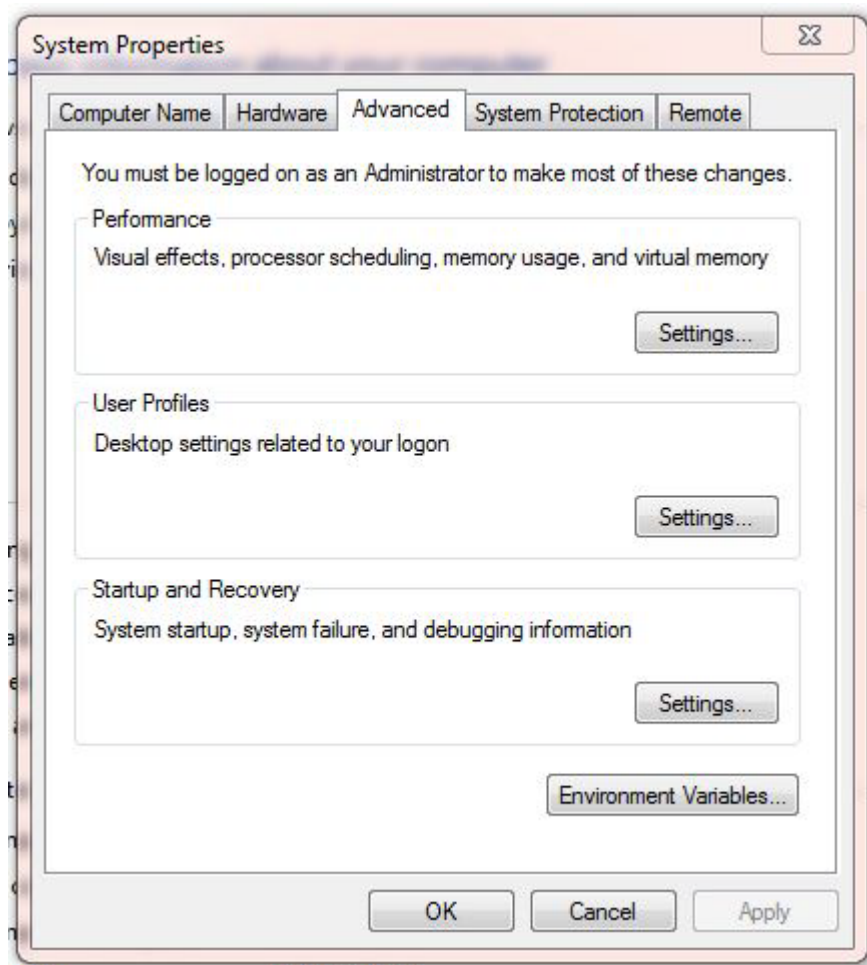 System Properties
about your computer
Computer Name Hardware Advanced System Protection Remote
You must be logged on as an Administrator to make most of these changes.
Performance
Visual effects, processor scheduling, memory usage, and virtual memory
Settings...
User Profiles
Desktop settings related to your logon
Settings...
Startup and Recovery
System startup, system failure, and debugging information
Settings...
Environment Variables...
OK Cancel Apply